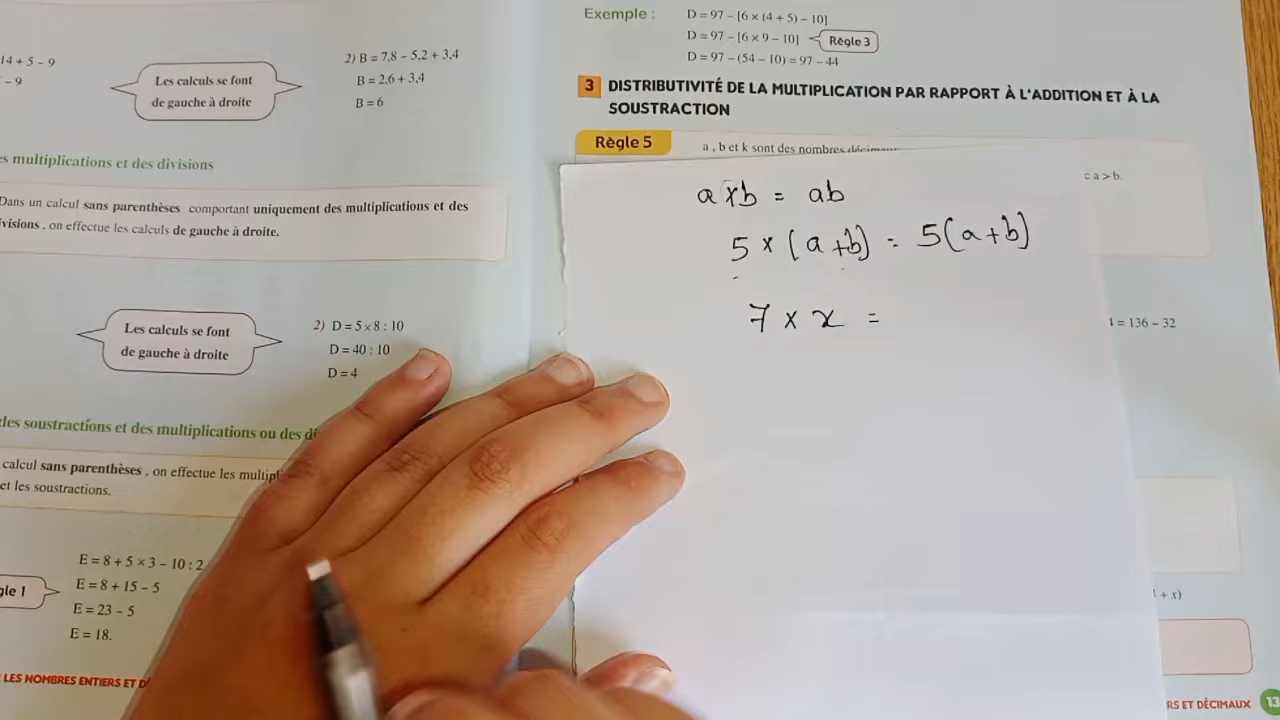 14 + 5 – 9
– 9
Les calculs se font
de gauche à droite
2) B = 7,8 – 5,2 + 3,4
B = 2,6 + 3,4
B = 6
es multiplications et des divisions
Dans un calcul sans parenthèses comportant uniquement des multiplications et des
ivisions , on effectue les calculs de gauche à droite.
Les calculs se font
de gauche à droite
2) D = 5 × 8 : 10
D = 40 : 10
D = 4
des soustractions et des multiplications ou des di
calcul sans parenthèses , on effectue les multipl
et les soustractions.
gle 1
E = 8 + 5 × 3 – 10 : 2
E = 8 + 15 – 5
E = 23 – 5
E = 18.
LES NOMBRES ENTIERS ET D
Exemple :
D = 97 – [6 × (4 + 5) – 10]
D = 97 – [6 × 9 – 10]
Règle 3
D = 97 – (54 – 10) = 97 – 44
3 DISTRIBUTIVITÉ DE LA MULTIPLICATION PAR RAPPORT À L'ADDITION ET À LA
SOUSTRACTION
Règle 5
a , b et k sont des nombres
c a > b.
a × b = ab
5 × (a + b) = 5(a + b)
7 × x =
= 136 – 32
+ x)
RS ET DÉCIMAUX 13